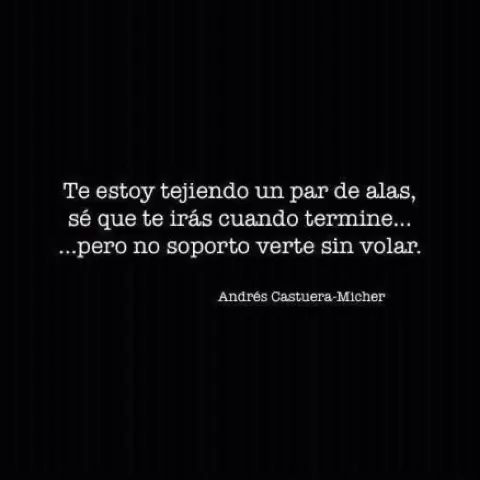 Te estoy tejiendo un par de alas,
sé que te irás cuando termine...
...pero no soporto verte sin volar.
Andrés Castuera-Micher